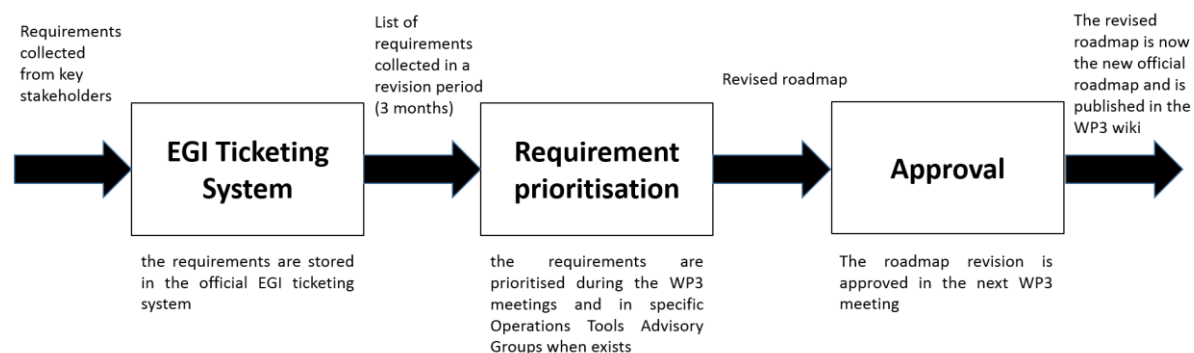 Requirements
collected
from key
stakeholders
EGI Ticketing
System
the requirements are stored
in the official EGI ticketing
system
List of
requirements
collected in a
revision period
(3 months)
Requirement
prioritisation
the requirements are
prioritised during the WP3
meetings and in specific
Operations Tools Advisory
Groups when exists
Revised roadmap
Approval
The roadmap revision is
approved in the next WP3
meeting
The revised
roadmap is now
the new official
roadmap and is
published in the
WP3 wiki